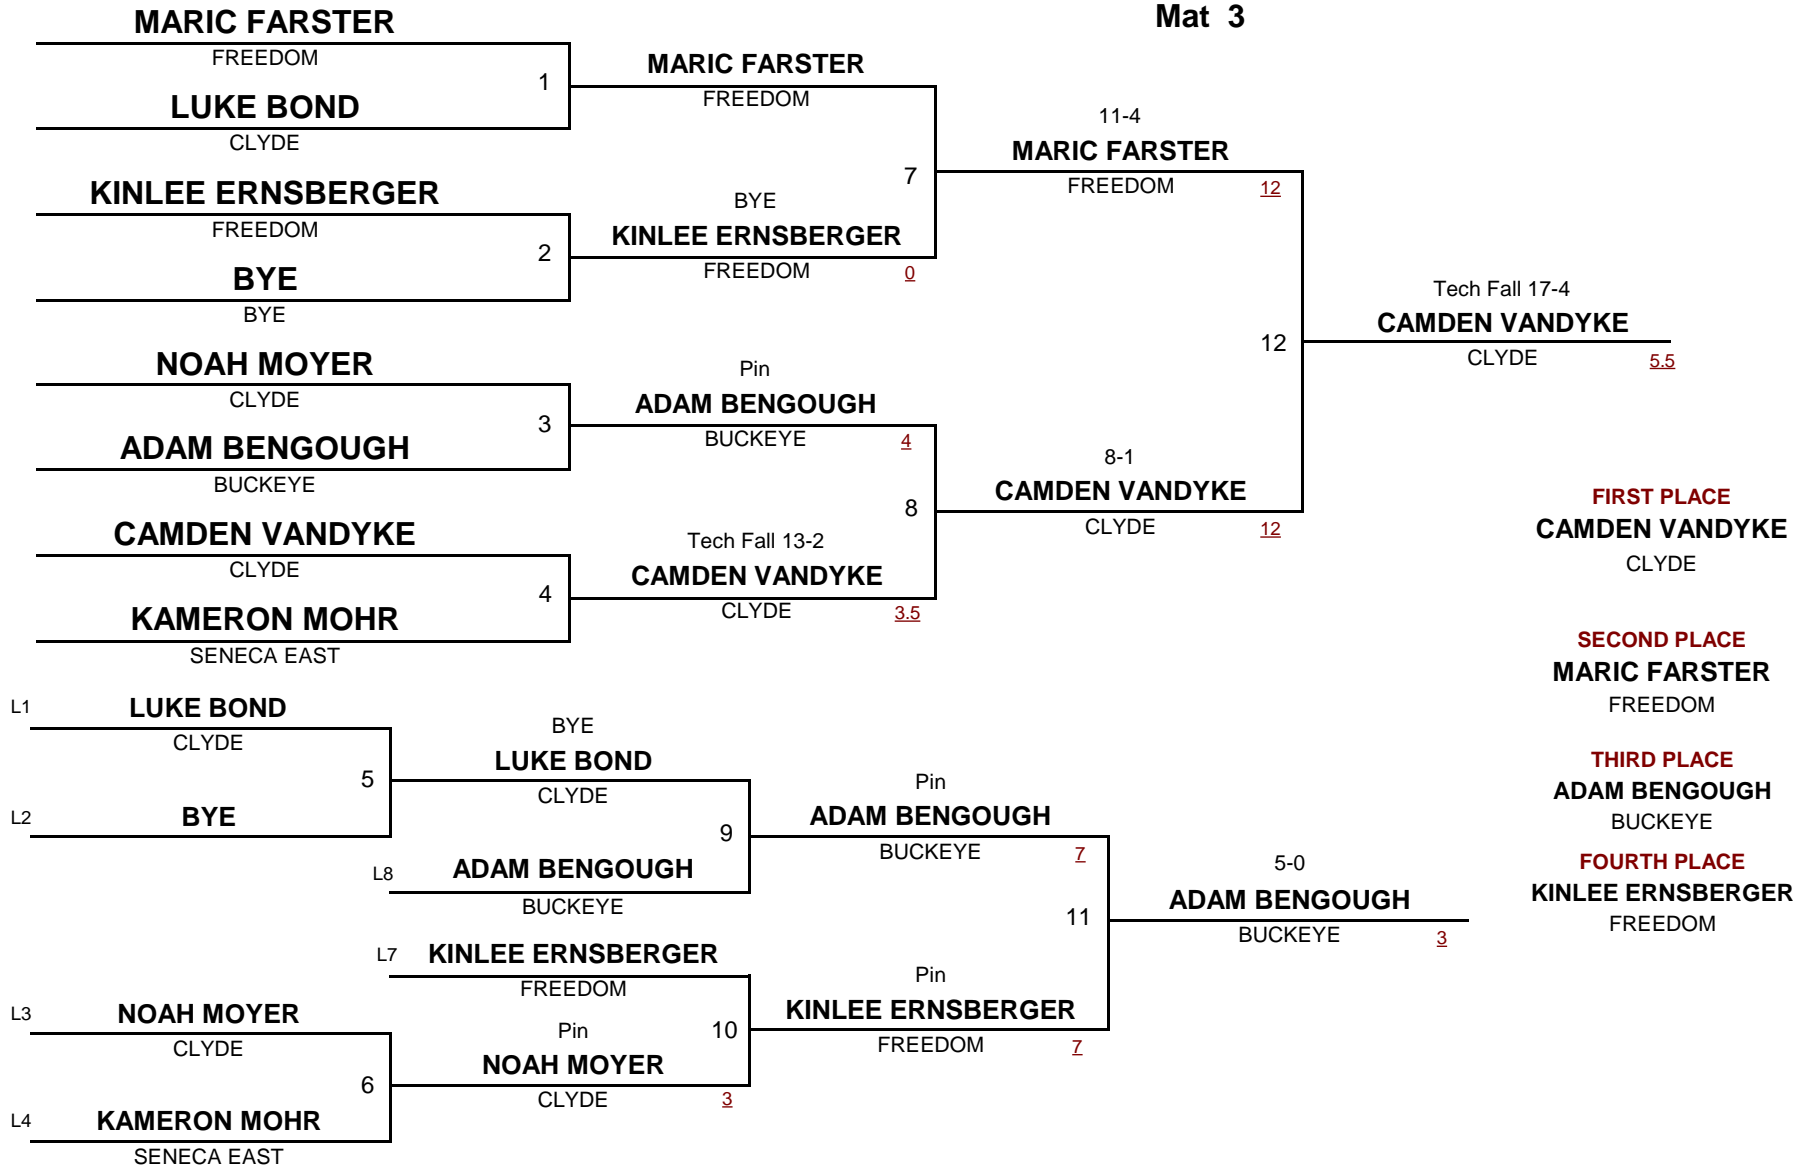 Mat 3
MARIC FARSTER
FREEDOM
1
LUKE BOND
CLYDE
KINLEE ERNSBERGER
FREEDOM
2
BYE
BYE
NOAH MOYER
CLYDE
3
ADAM BENGOUGH
BUCKEYE
CAMDEN VANDYKE
CLYDE
4
KAMERON MOHR
SENECA EAST
MARIC FARSTER
FREEDOM
7
BYE
KINLEE ERNSBERGER
FREEDOM 0
Pin
ADAM BENGOUGH
BUCKEYE 4
8
Tech Fall 13-2
CAMDEN VANDYKE
CLYDE 3.5
11-4
MARIC FARSTER
FREEDOM 12
12
8-1
CAMDEN VANDYKE
CLYDE 12
Tech Fall 17-4
CAMDEN VANDYKE
CLYDE 5.5
FIRST PLACE
CAMDEN VANDYKE
CLYDE
SECOND PLACE
MARIC FARSTER
FREEDOM
THIRD PLACE
ADAM BENGOUGH
BUCKEYE
FOURTH PLACE
KINLEE ERNSBERGER
FREEDOM
L1 LUKE BOND
CLYDE
5
L2 BYE
L3 NOAH MOYER
CLYDE
6
L4 KAMERON MOHR
SENECA EAST
BYE
LUKE BOND
CLYDE
9
L8 ADAM BENGOUGH
BUCKEYE
L7 KINLEE ERNSBERGER
FREEDOM
10
Pin
NOAH MOYER
CLYDE 3
Pin
ADAM BENGOUGH
BUCKEYE 7
11
Pin
KINLEE ERNSBERGER
FREEDOM 7
5-0
ADAM BENGOUGH
BUCKEYE 3